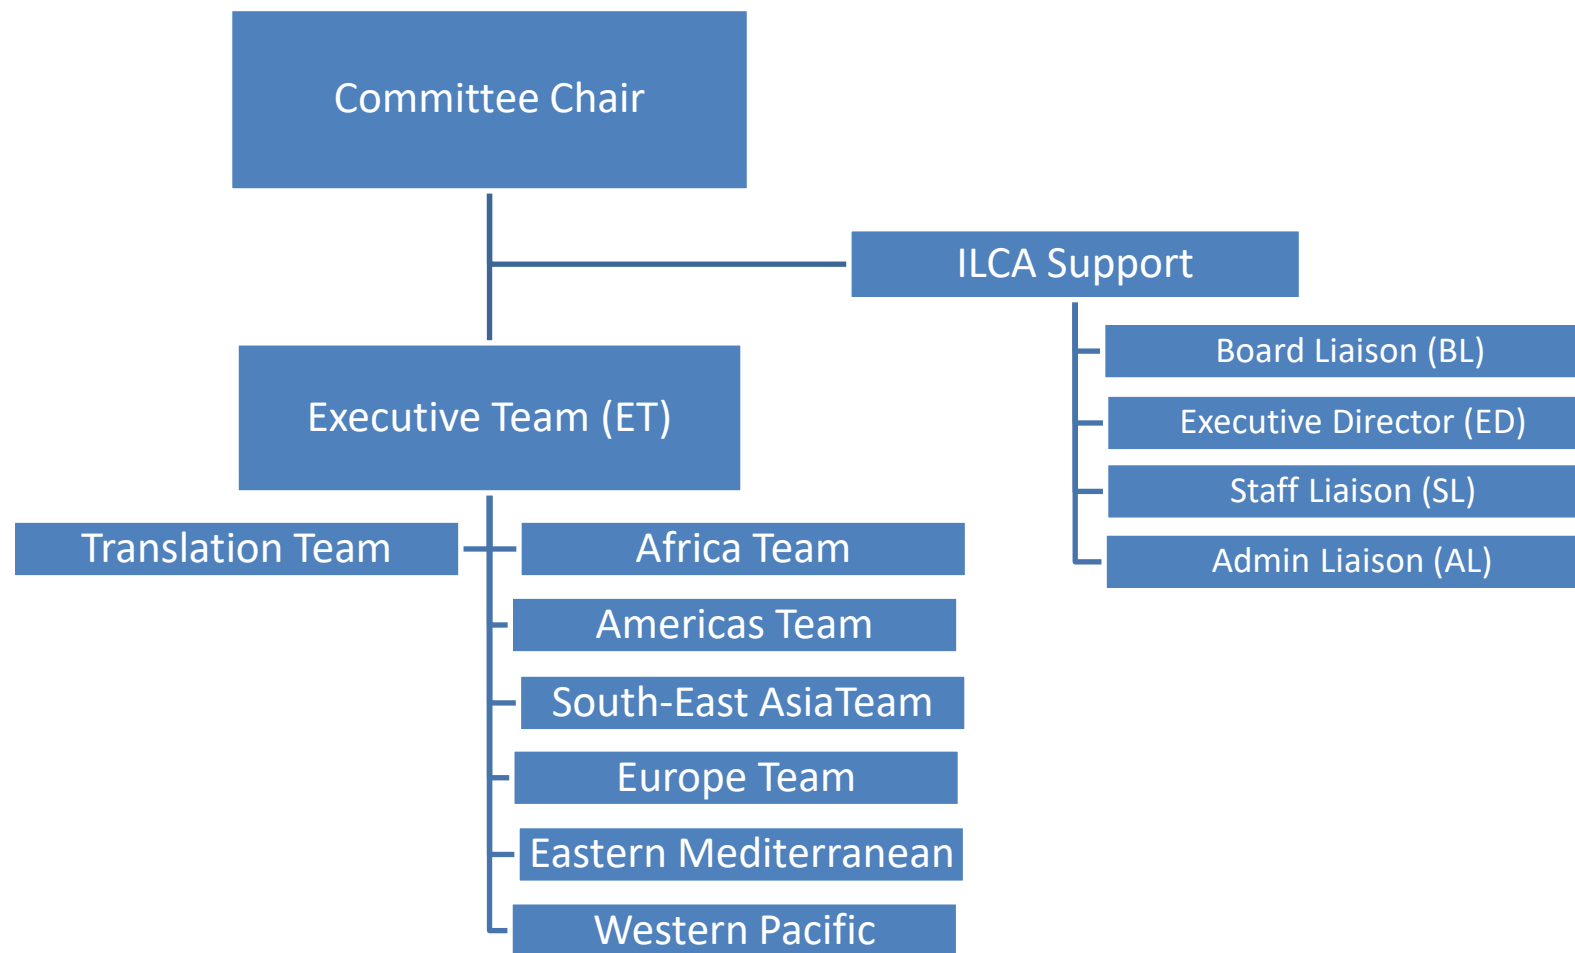 Committee Chair
ILCA Support
Board Liaison (BL)
Executive Director (ED)
Staff Liaison (SL)
Admin Liaison (AL)
Executive Team (ET)
Translation Team
Africa Team
Americas Team
South-East AsiaTeam
Europe Team
Eastern Mediterranean
Western Pacific